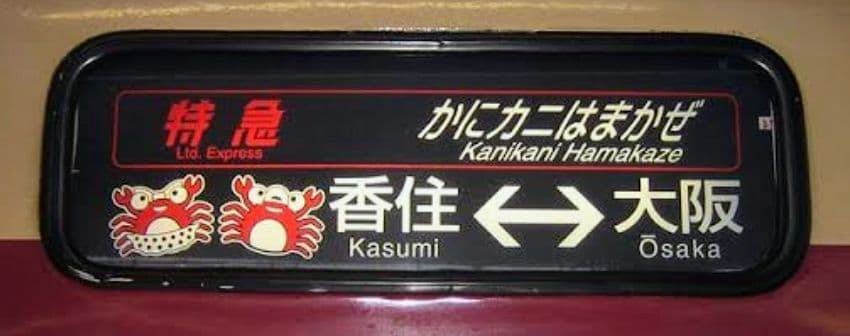 特急 かにカニはまかぜ
Ltd. Express Kanikani Hamakaze
香住 ↔ 大阪
Kasumi Ōsaka